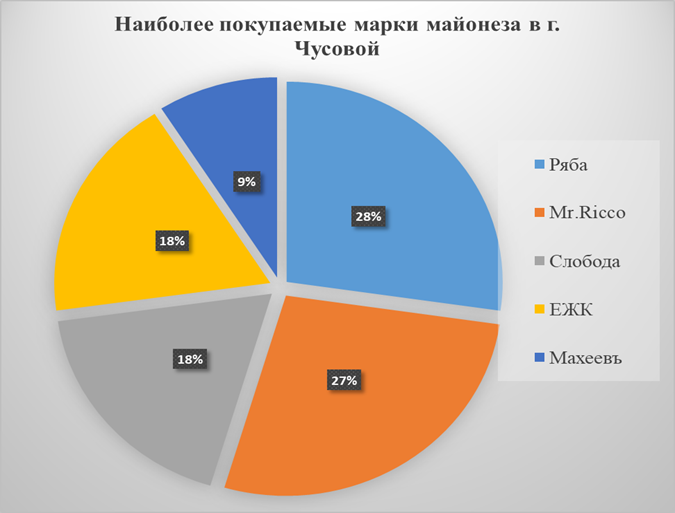 Наиболее покупаемые марки майонеза в г.
Чусовой
9%
28%
18%
18%
27%
Ряба
Mr.Ricco
Слобода
ЕЖК
Махеевъ